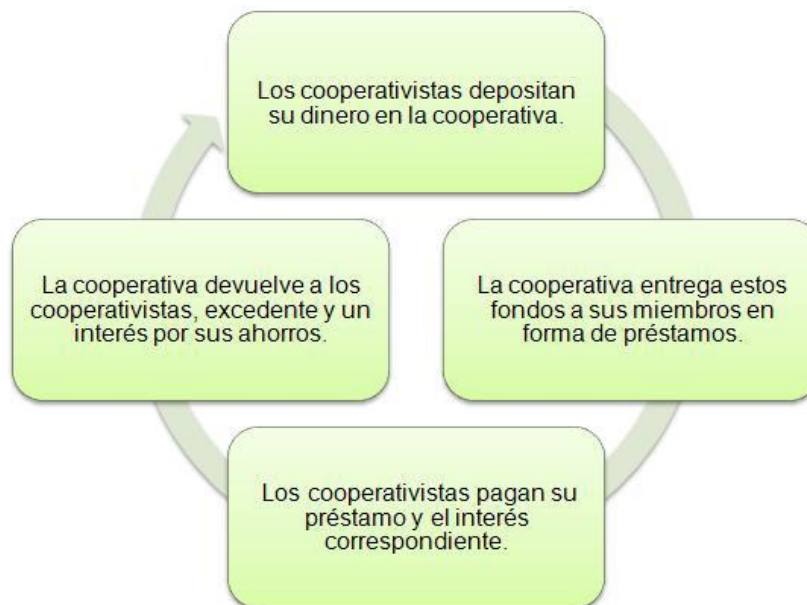 Los cooperativistas depositan
su dinero en la cooperativa.
La cooperativa entrega estos
fondos a sus miembros en
forma de préstamos.
Los cooperativistas pagan su
préstamo y el interés
correspondiente.
La cooperativa devuelve a los
cooperativistas, excedente y un
interés por sus ahorros.